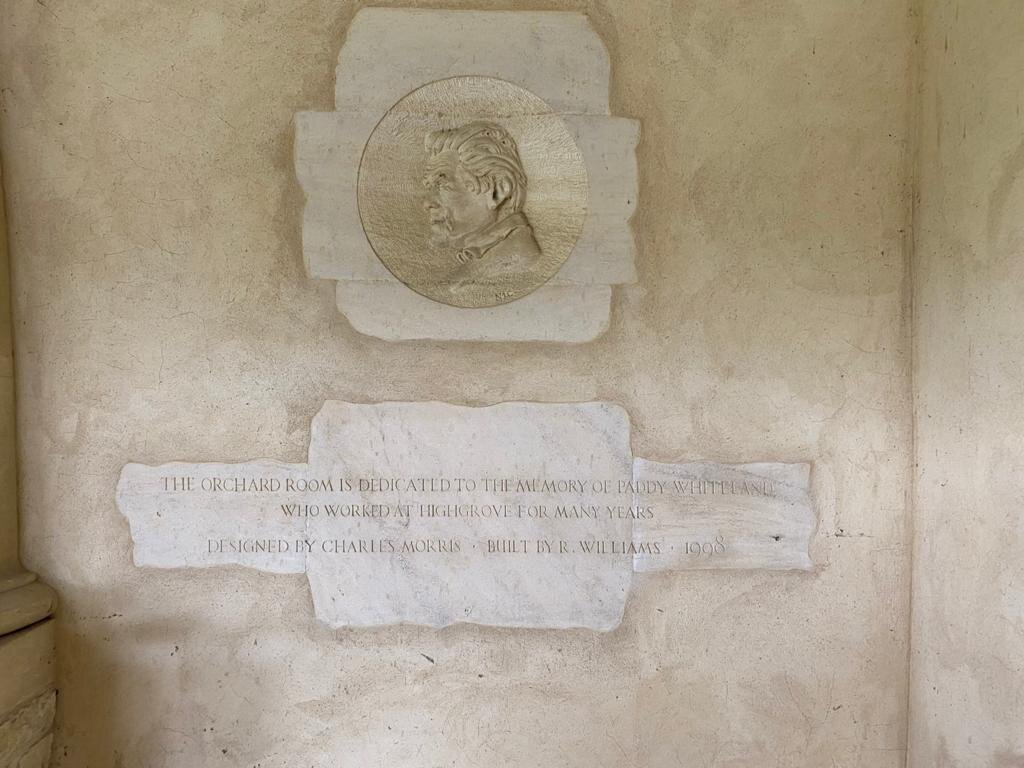 THE ORCHARD ROOM IS DEDICATED TO THE MEMORY OF PADDY WHITELAND
WHO WORKED AT HIGHGROVE FOR MANY YEARS
DESIGNED BY CHARLES MORRIS · BUILT BY R. WILLIAMS · 1998